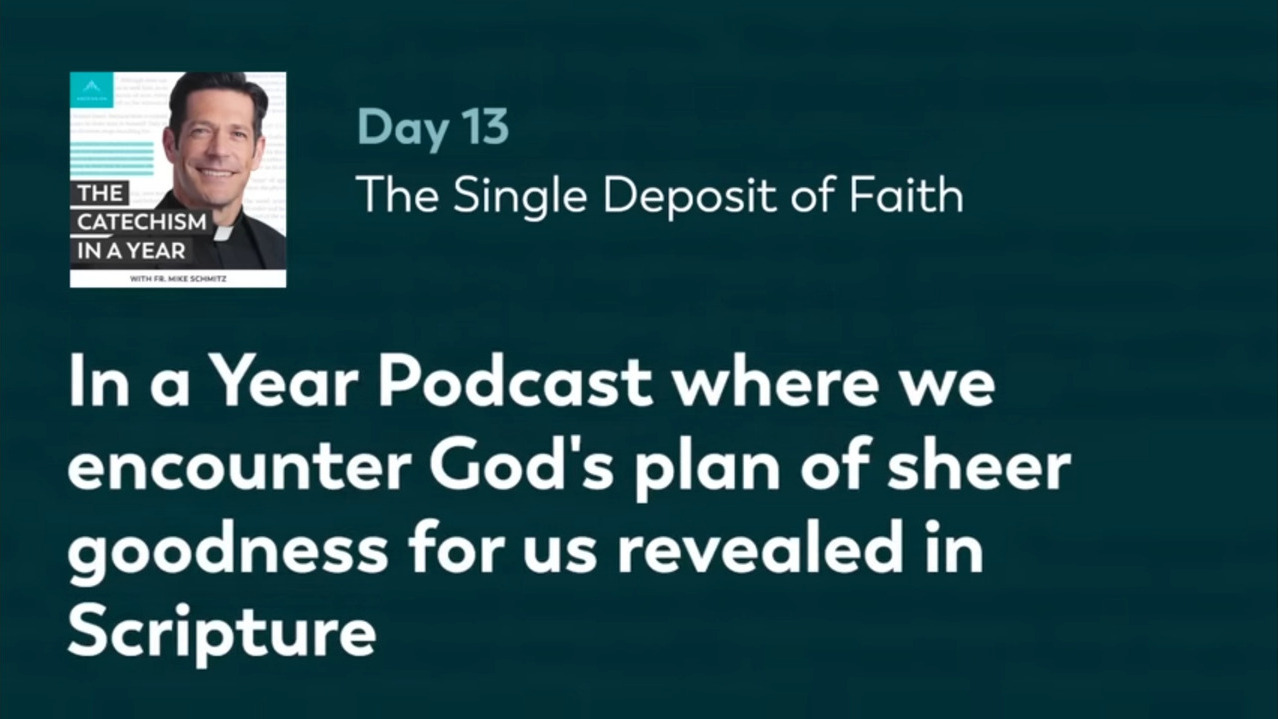 Day 13
The Single Deposit of Faith
THE
CATECHISM
IN A YEAR
WITH FR. MIKE SCHMITZ
In a Year Podcast where we
encounter God's plan of sheer
goodness for us revealed in
Scripture